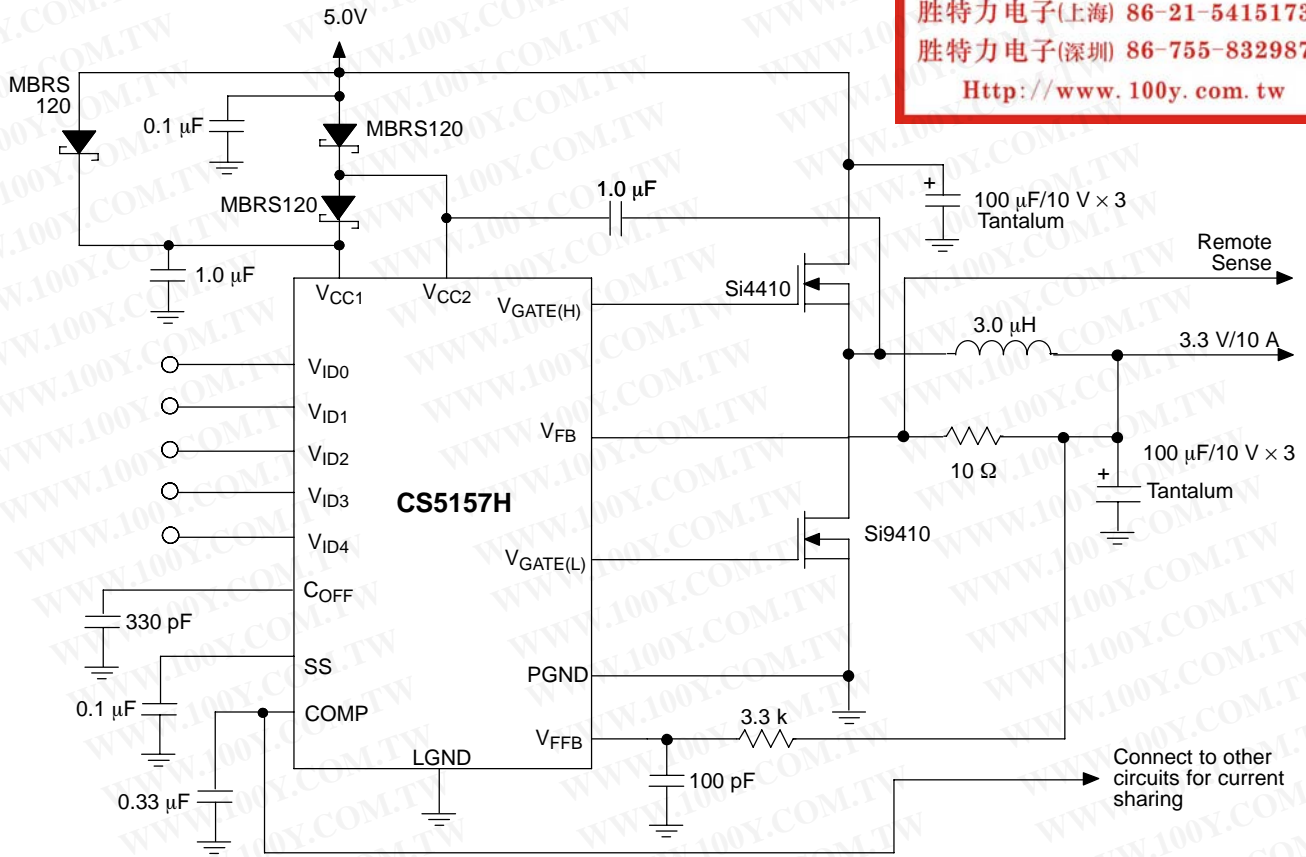 5.0V
胜特力电子(上海) 86-21-5415173
胜特力电子(深圳) 86-755-832987
Http://www.100y.com.tw
MBRS
120
0.1 μF
MBRS120
MBRS120
1.0 μF
1.0 μF
+
100 μF/10 V × 3
Tantalum
Remote
Sense
VCC1
VCC2
VGATE(H)
Si4410
3.0 μH
3.3 V/10 A
VID0
VID1
VID2
VID3
VID4
VFB
10 Ω
+
100 μF/10 V × 3
Tantalum
CS5157H
VGATE(L)
Si9410
COFF
330 pF
SS
0.1 μF
COMP
PGND
VFFB
3.3 k
LGND
0.33 μF
100 pF
Connect to other
circuits for current
sharing
WWW.100Y.COM.TW